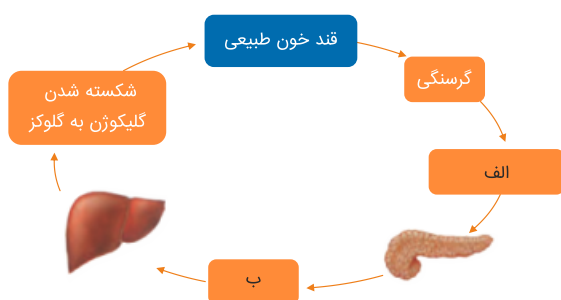 قند خون طبیعی
گرسنگی
الف
ب
شکسته شدن
گلیکوژن به گلوکز